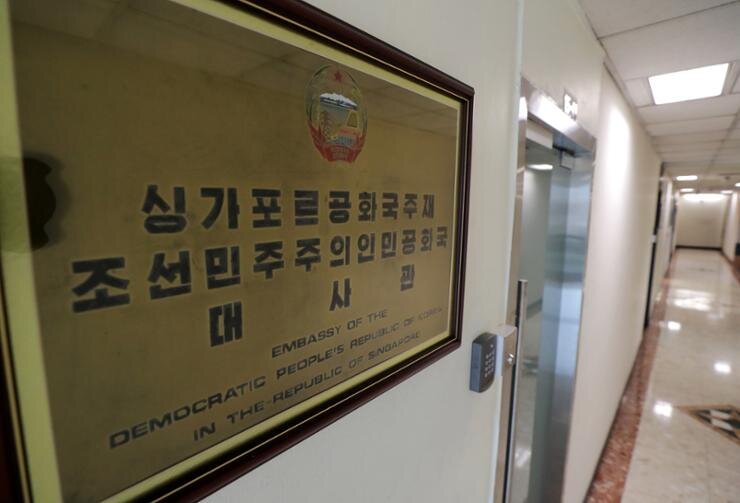 싱가포르공화국주재
조선민주주의인민공화국
대 사 관
EMBASSY OF THE
DEMOCRATIC PEOPLE'S REPUBLIC OF KOREA
IN THE REPUBLIC OF SINGAPORE